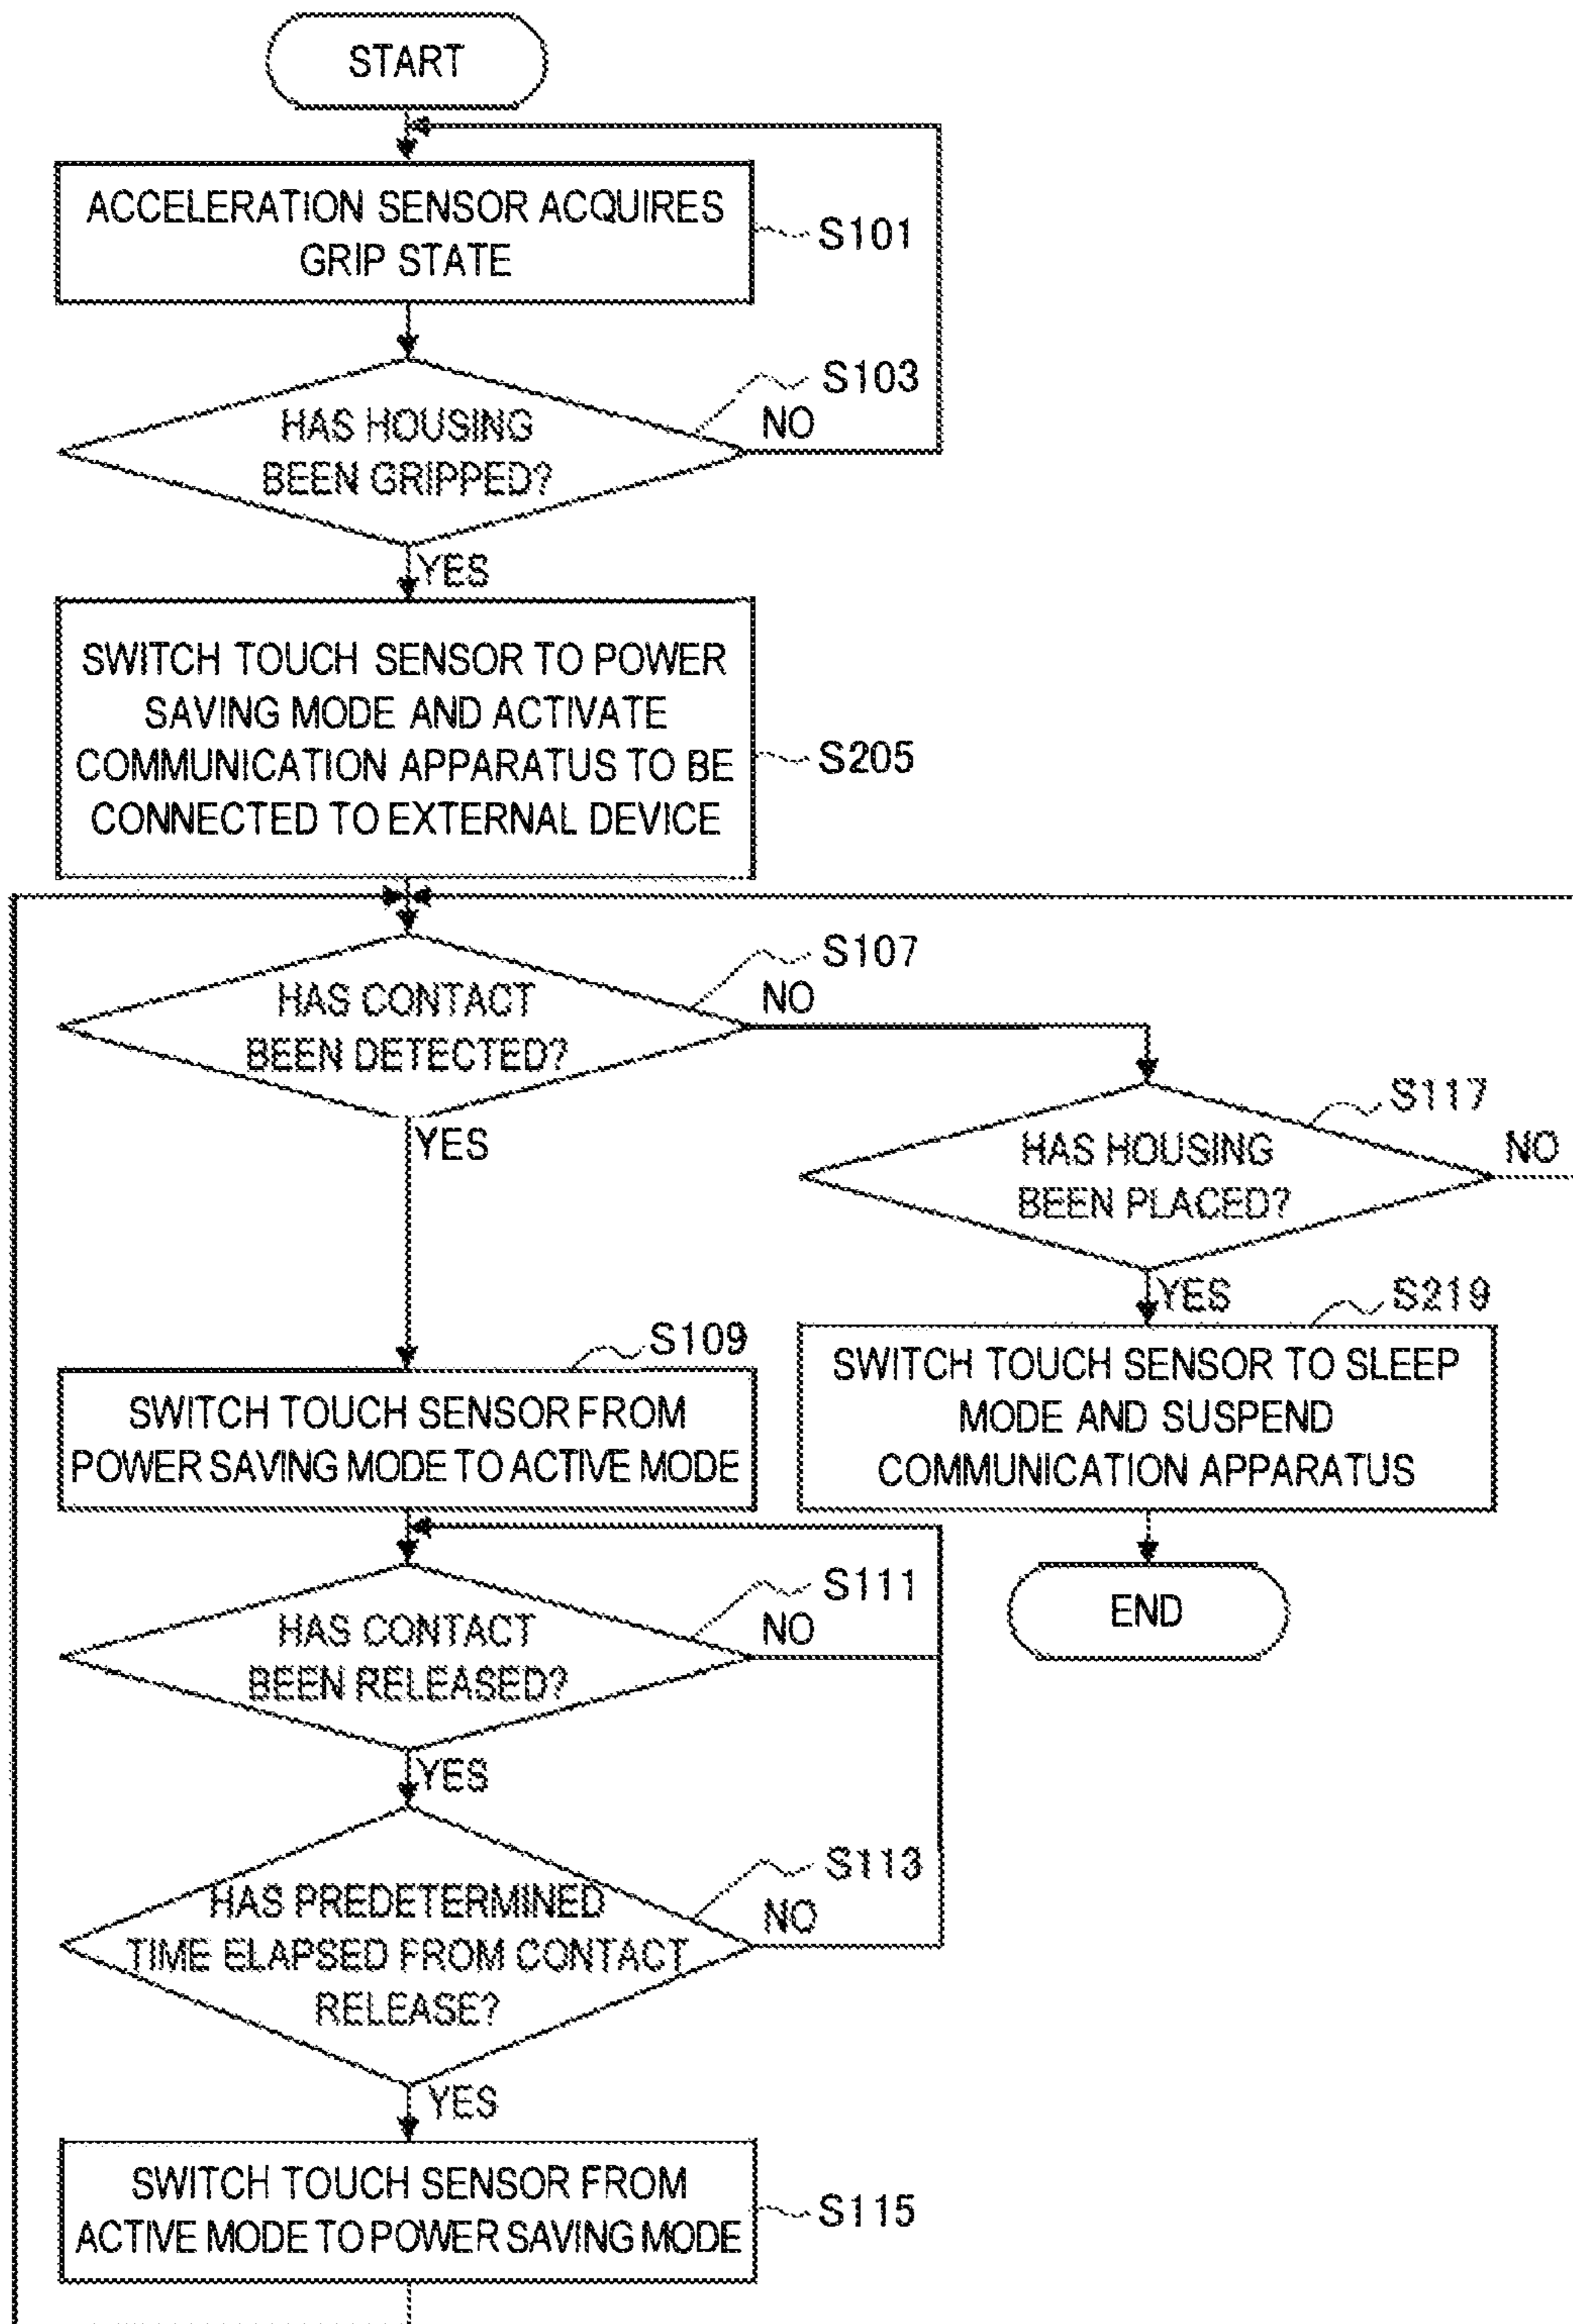 START
ACCELERATION SENSOR ACQUIRES
GRIP STATE
S101
S103
HAS HOUSING
BEEN GRIPPED?
NO
YES
SWITCH TOUCH SENSOR TO POWER
SAVING MODE AND ACTIVATE
COMMUNICATION APPARATUS TO BE
CONNECTED TO EXTERNAL DEVICE
S205
S107
HAS CONTACT
BEEN DETECTED?
NO
YES
S117
HAS HOUSING
BEEN PLACED?
NO
YES
S219
SWITCH TOUCH SENSOR TO SLEEP
MODE AND SUSPEND
COMMUNICATION APPARATUS
END
S109
SWITCH TOUCH SENSOR FROM
POWER SAVING MODE TO ACTIVE MODE
S111
HAS CONTACT
BEEN RELEASED?
NO
YES
S113
HAS PREDETERMINED
TIME ELAPSED FROM CONTACT
RELEASE?
NO
YES
SWITCH TOUCH SENSOR FROM
ACTIVE MODE TO POWER SAVING MODE
S115